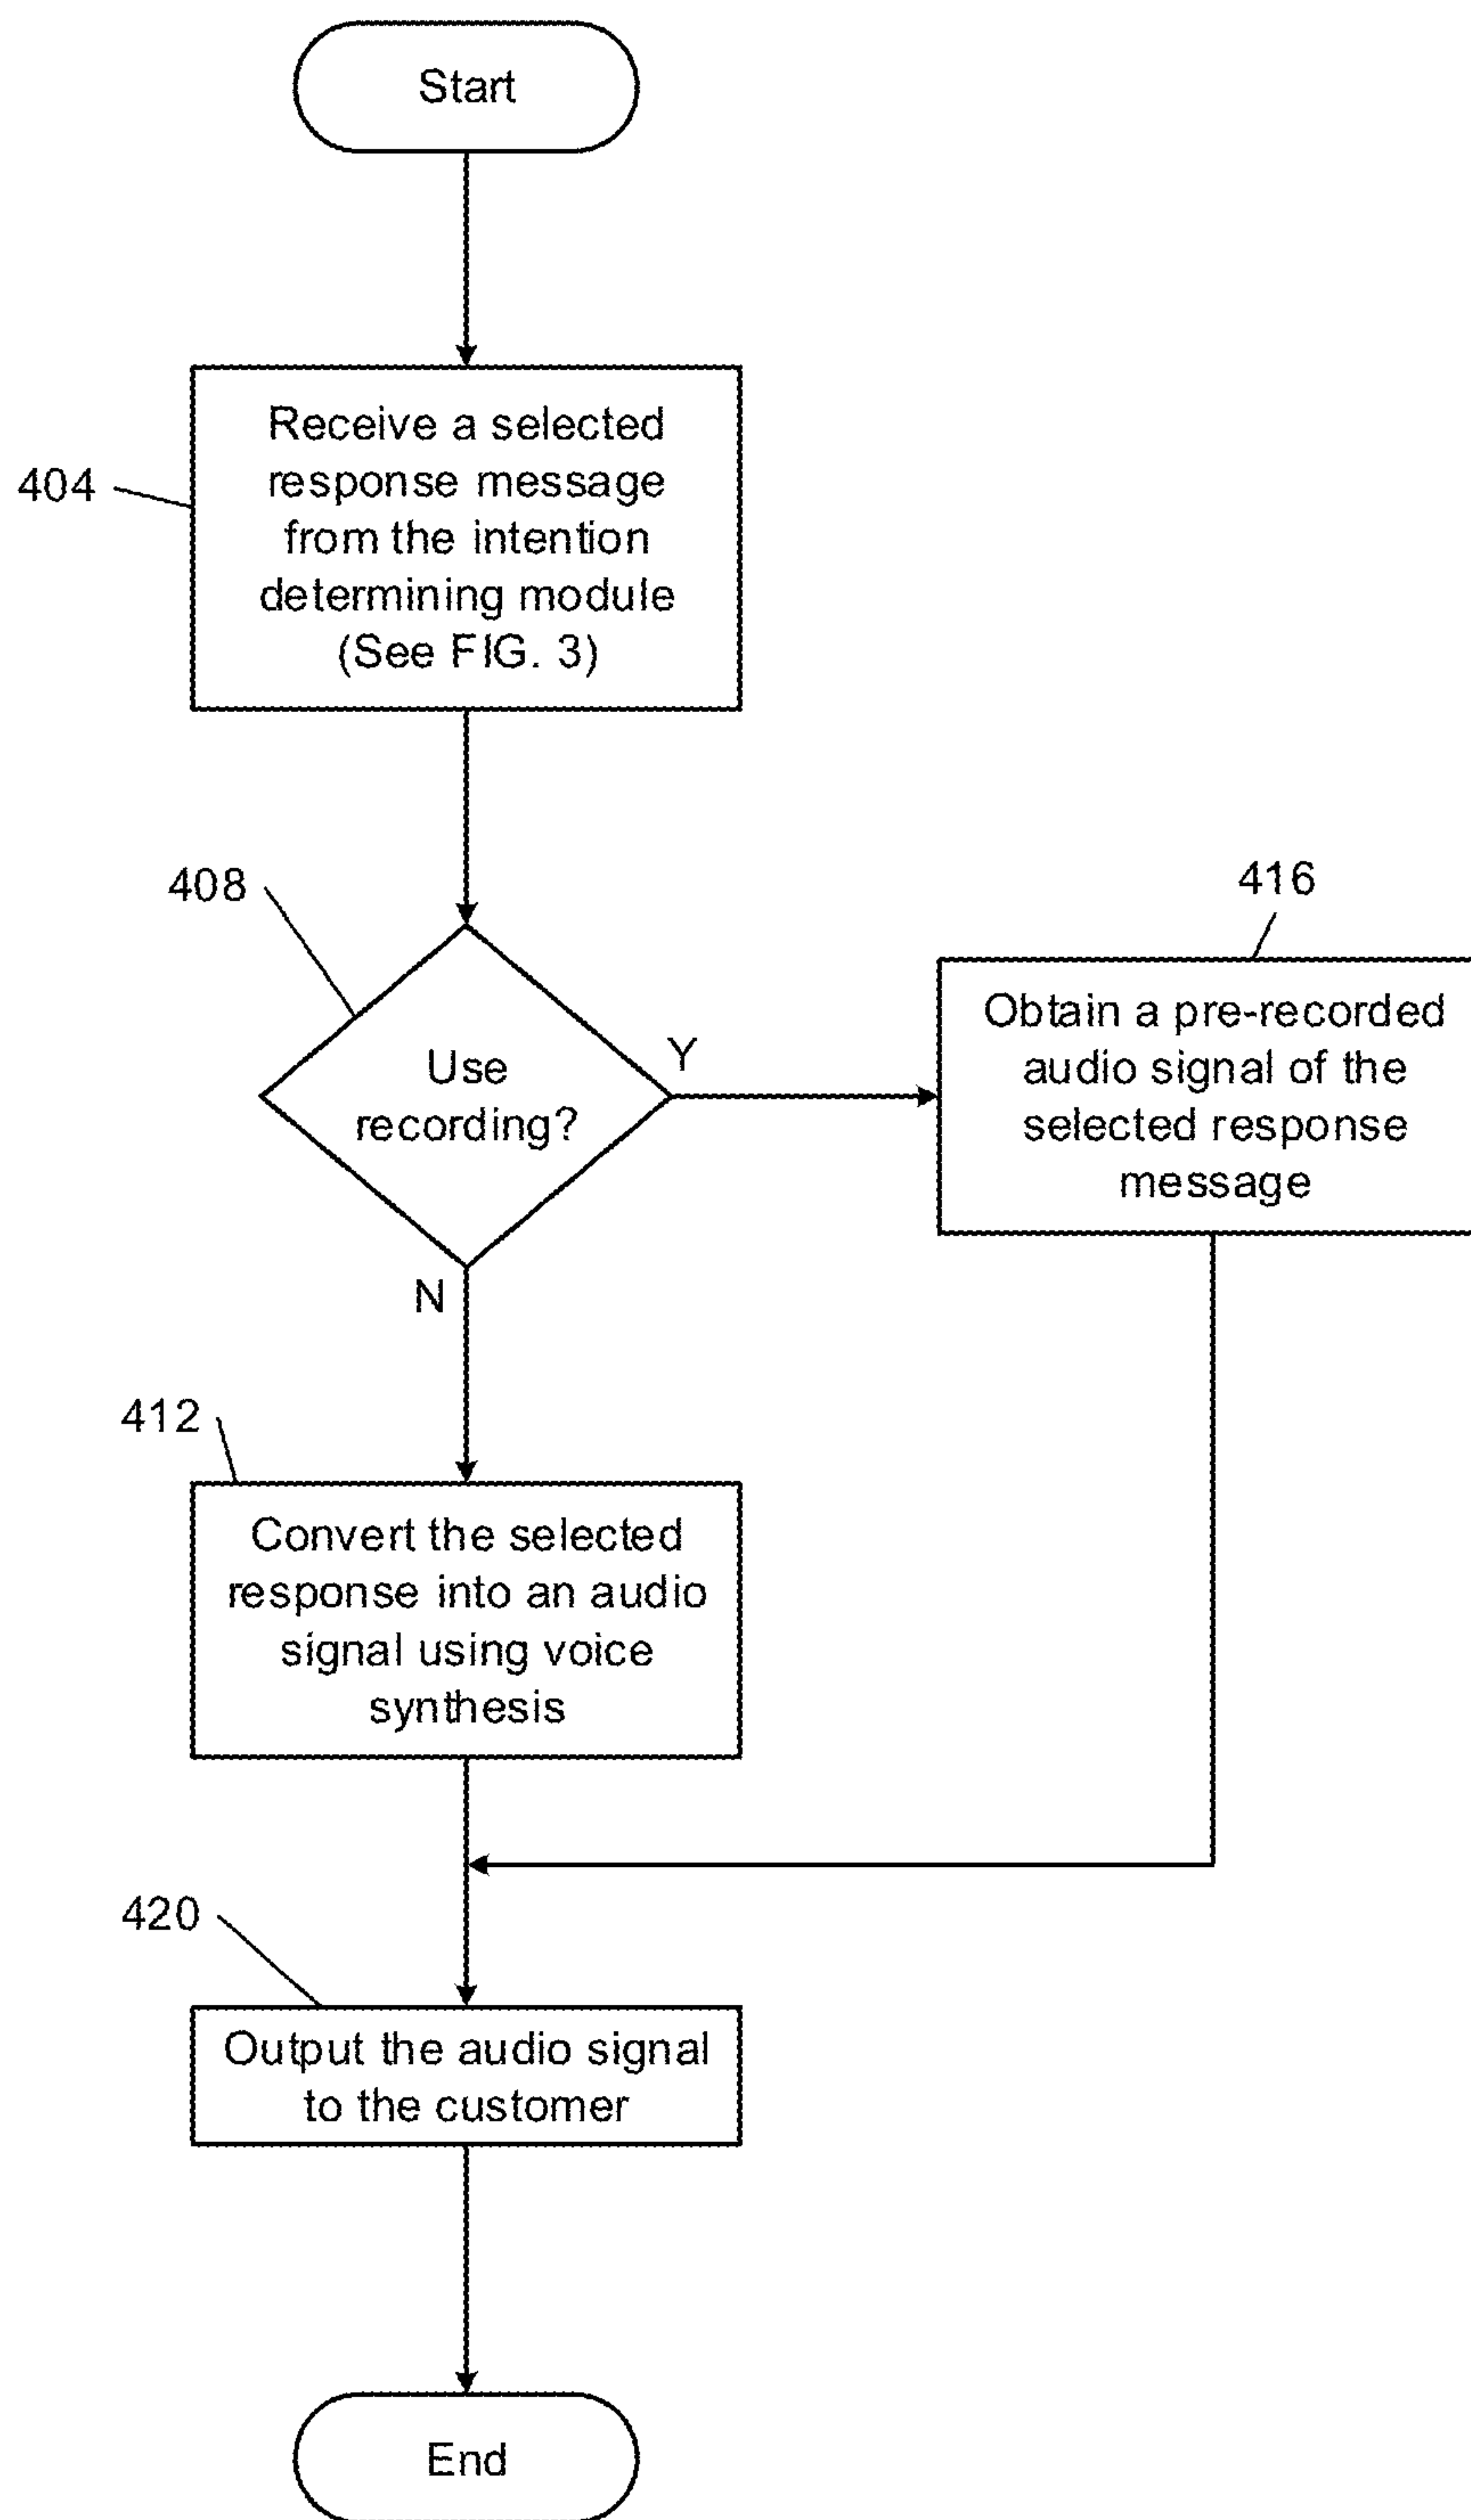 Start
404
Receive a selected
response message
from the intention
determining module
(See FIG. 3)
408
Use
recording?
Y
N
416
Obtain a pre-recorded
audio signal of the
selected response
message
412
Convert the selected
response into an audio
signal using voice
synthesis
420
Output the audio signal
to the customer
End